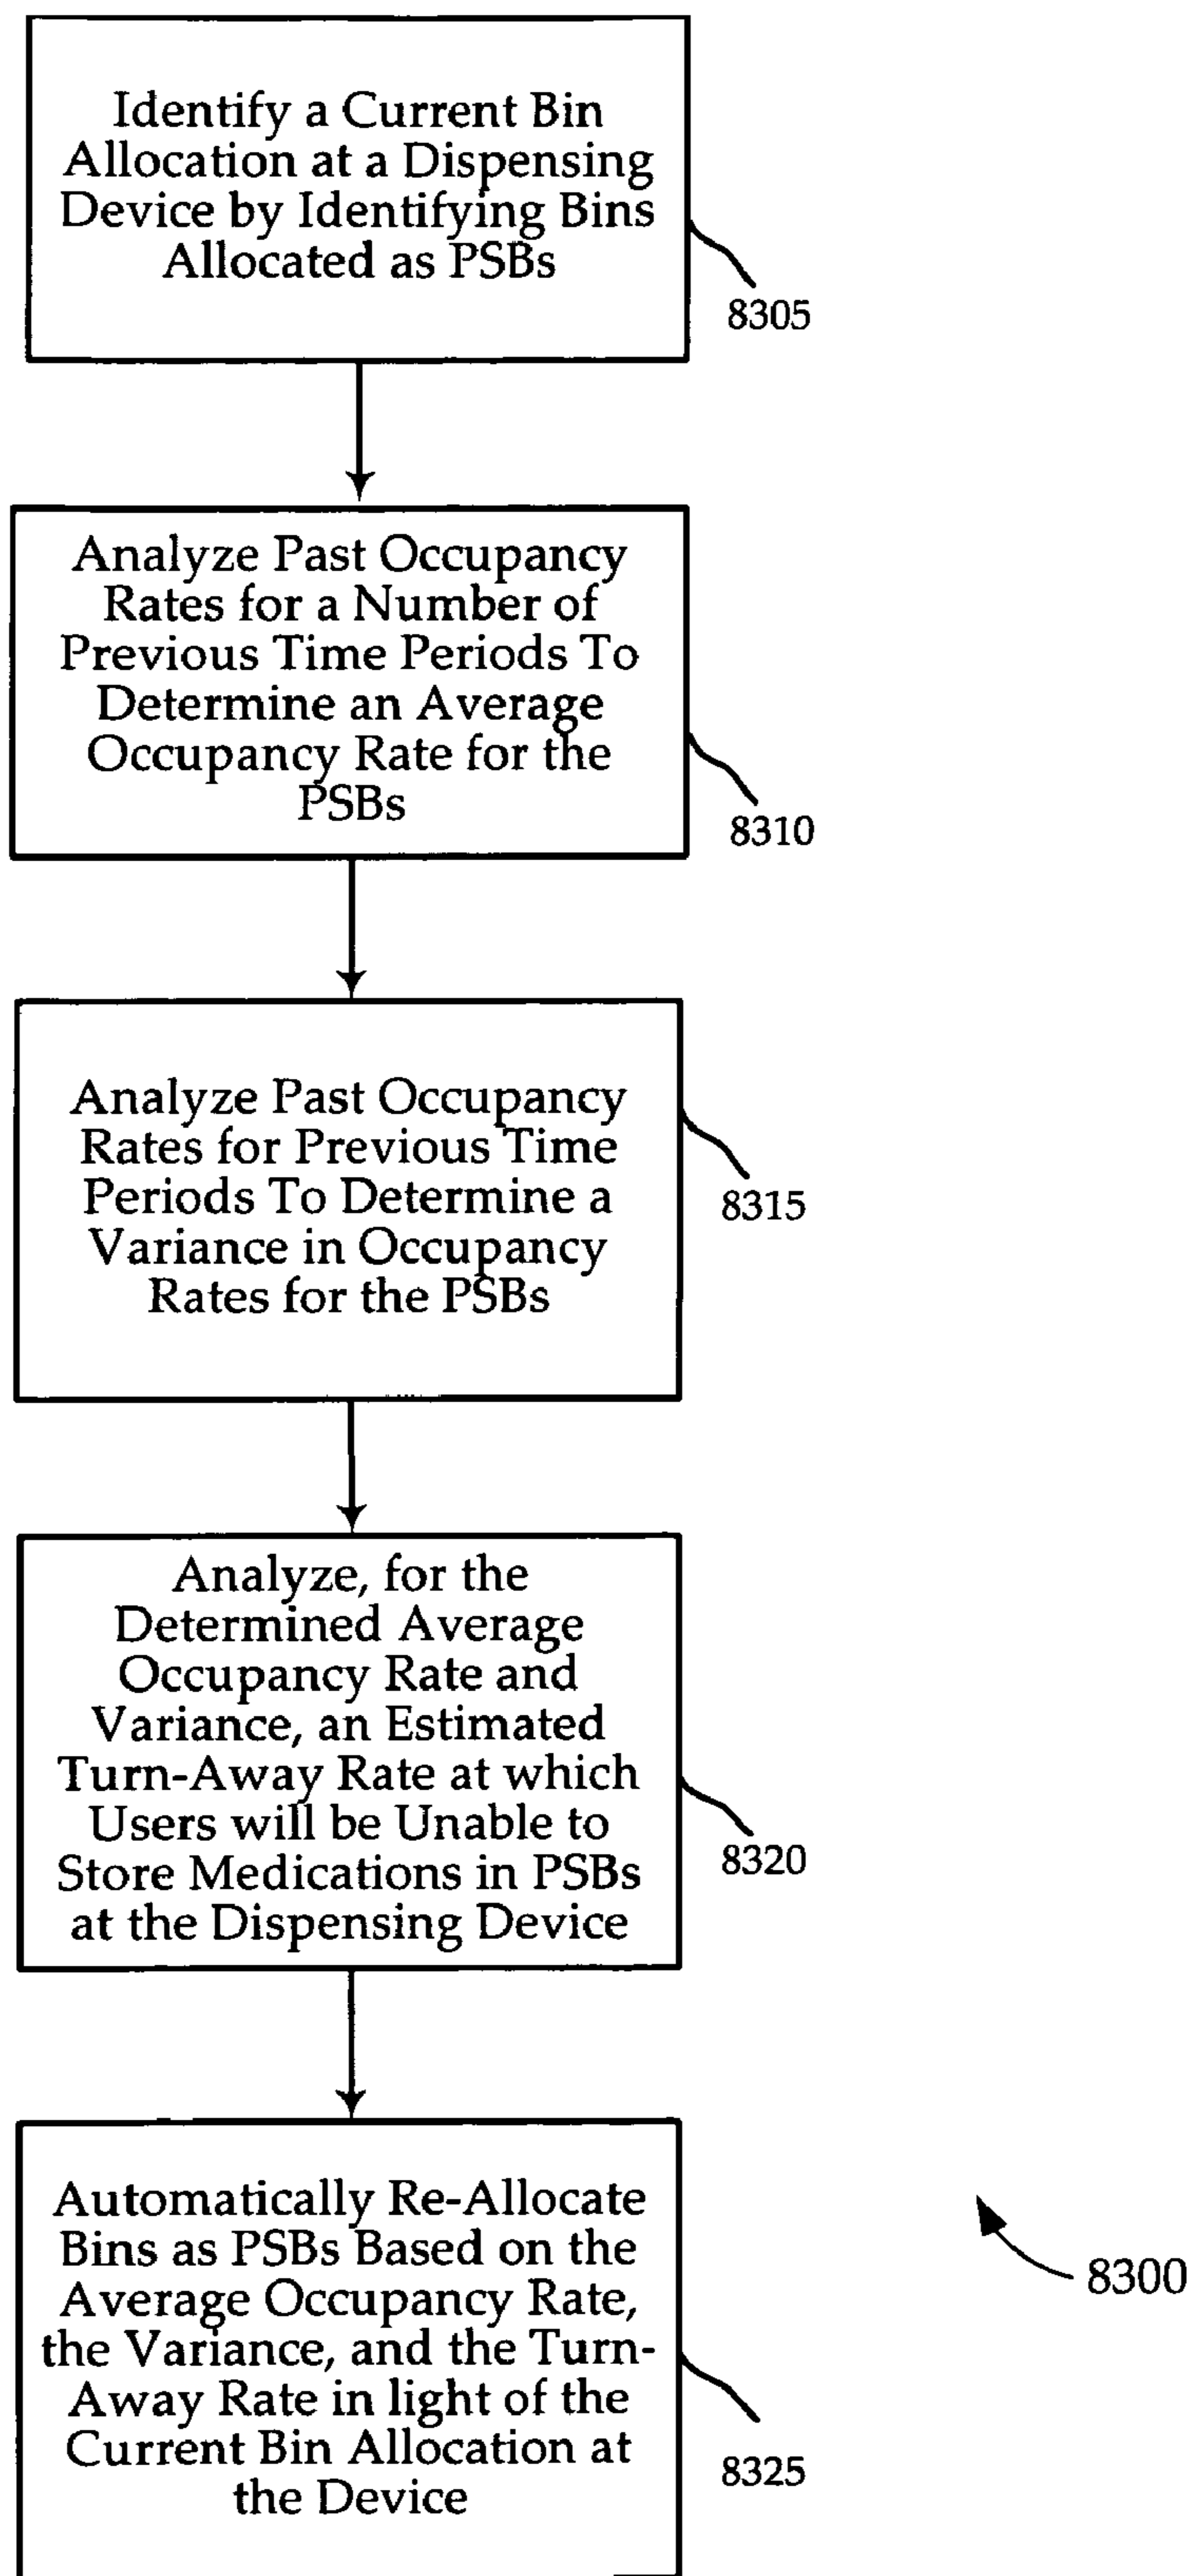 Identify a Current Bin
Allocation at a Dispensing
Device by Identifying Bins
Allocated as PSBs
8305
Analyze Past Occupancy
Rates for a Number of
Previous Time Periods To
Determine an Average
Occupancy Rate for the
PSBs
8310
Analyze Past Occupancy
Rates for Previous Time
Periods To Determine a
Variance in Occupancy
Rates for the PSBs
8315
Analyze, for the
Determined Average
Occupancy Rate and
Variance, an Estimated
Turn-Away Rate at which
Users will be Unable to
Store Medications in PSBs
at the Dispensing Device
8320
Automatically Re-Allocate
Bins as PSBs Based on the
Average Occupancy Rate,
the Variance, and the Turn-
Away Rate in light of the
Current Bin Allocation at
the Device
8325
8300